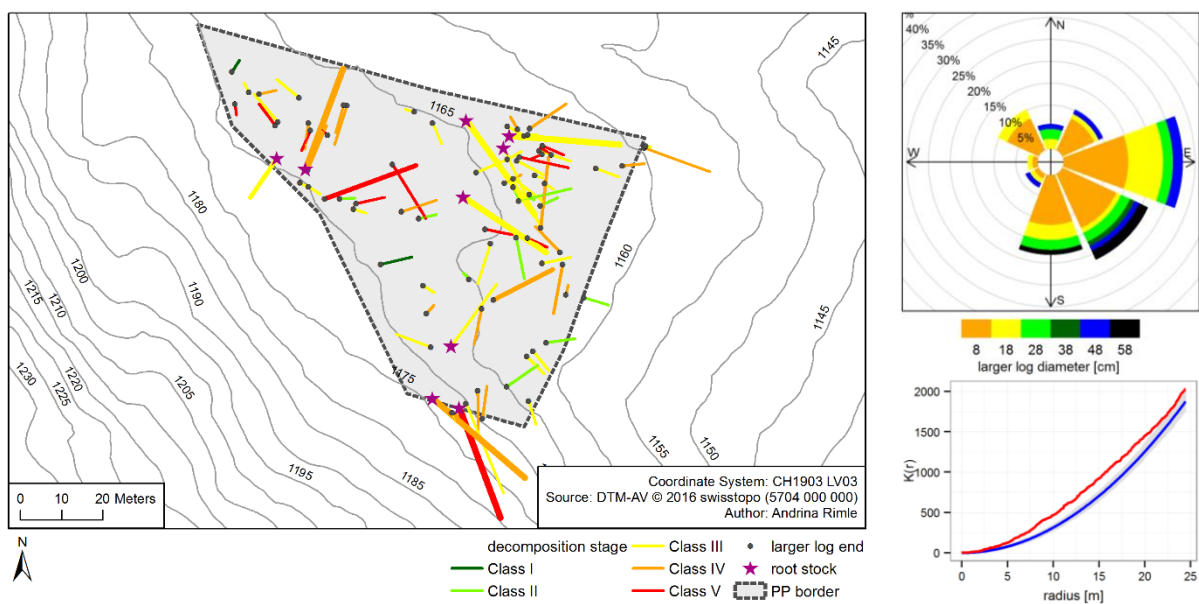 1165
1145
1180
1200
1215
1210
1190
1160
1145
1220
1230
1225
1205
1175
1195
1185
1155
1150
0 10 20 Meters
Coordinate System: CH1903 LV03
Source: DTM-AV © 2016 swisstopo (5704 000 000)
Author: Andrina Rimle
N
decomposition stage
Class I
Class II
Class III
Class IV
Class V
larger log end
root stock
PP border
N
40%
35%
30%
25%
20%
15%
10%
5%
W
E
S
8 18 28 38 48 58
larger log diameter [cm]
2000
1500
1000
500
0
K(r)
0 5 10 15 20 25
radius [m]